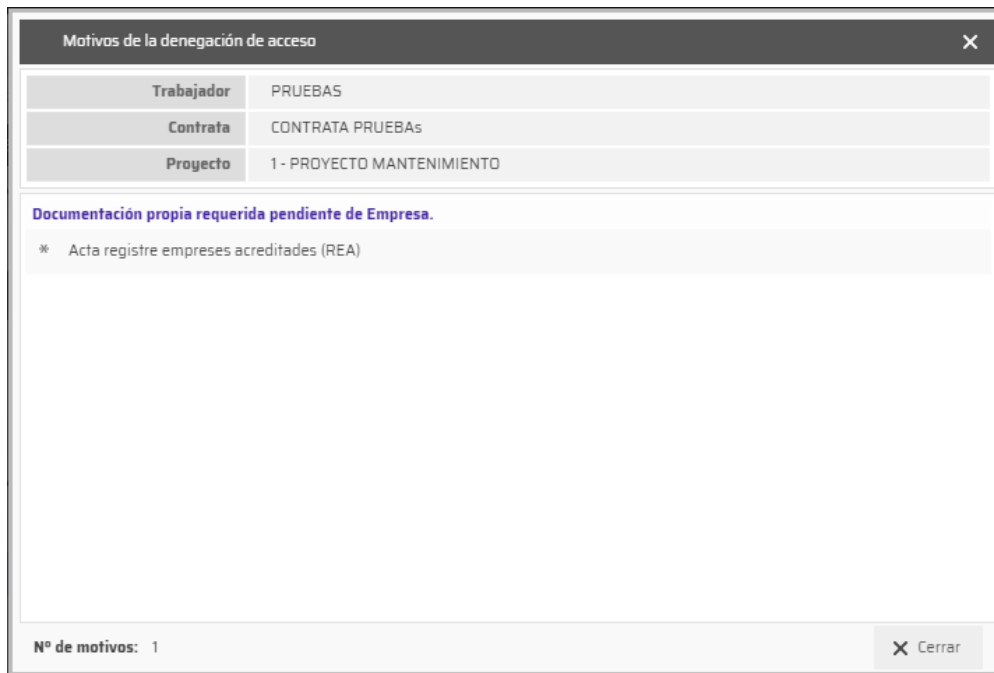 Motivos de la denegación de acceso
Trabajador PRUEBAS
Contrata CONTRATA PRUEBAs
Proyecto 1 - PROYECTO MANTENIMIENTO
Documentación propia requerida pendiente de Empresa.
* Acta registre empreses acreditades (REA)
Nº de motivos: 1 Cerrar